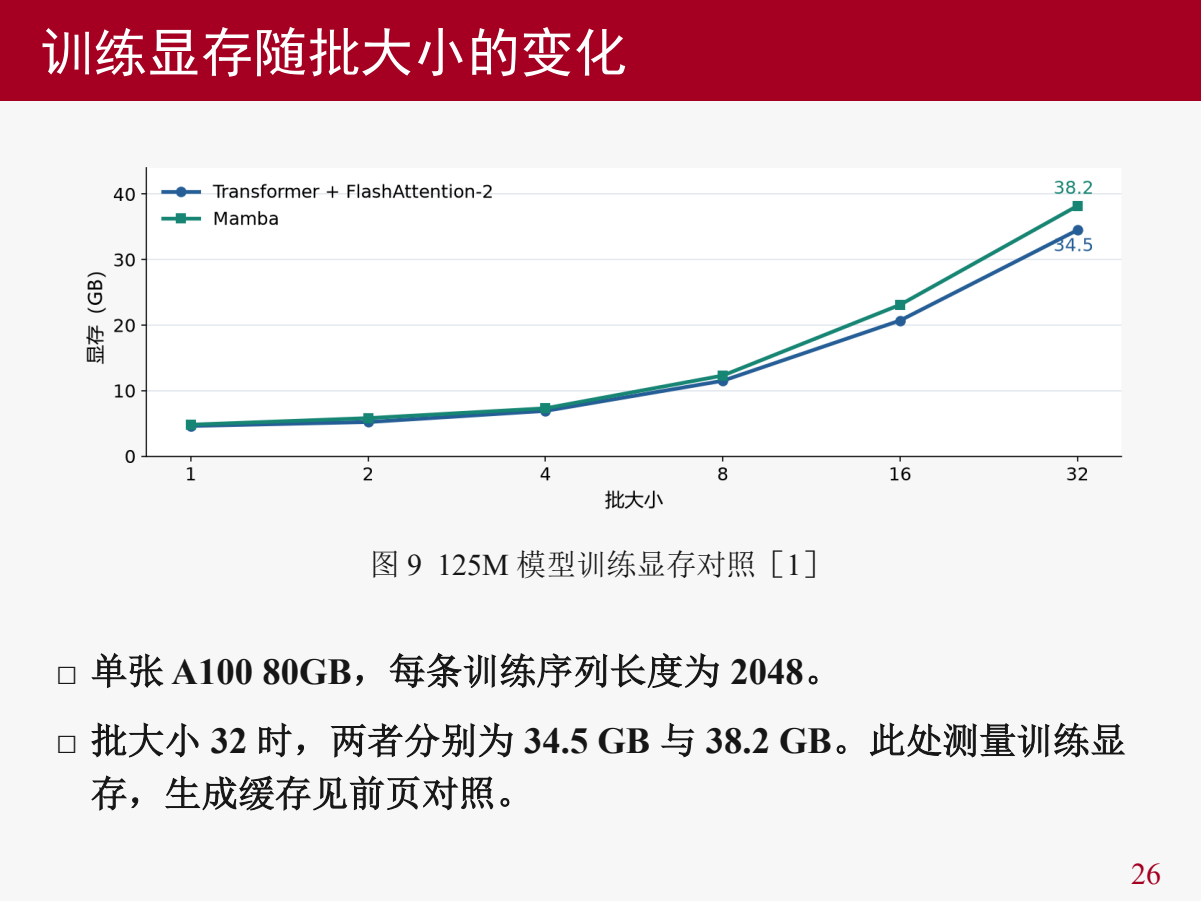 训练显存随批大小的变化
Transformer + FlashAttention-2
Mamba
38.2
34.5
40
30
20
10
0
显存（GB）
1 2 4 8 16 32
批大小
图 9 125M 模型训练显存对照［1］
□ 单张 A100 80GB，每条训练序列长度为 2048。
□ 批大小 32 时，两者分别为 34.5 GB 与 38.2 GB。此处测量训练显
存，生成缓存见前页对照。
26